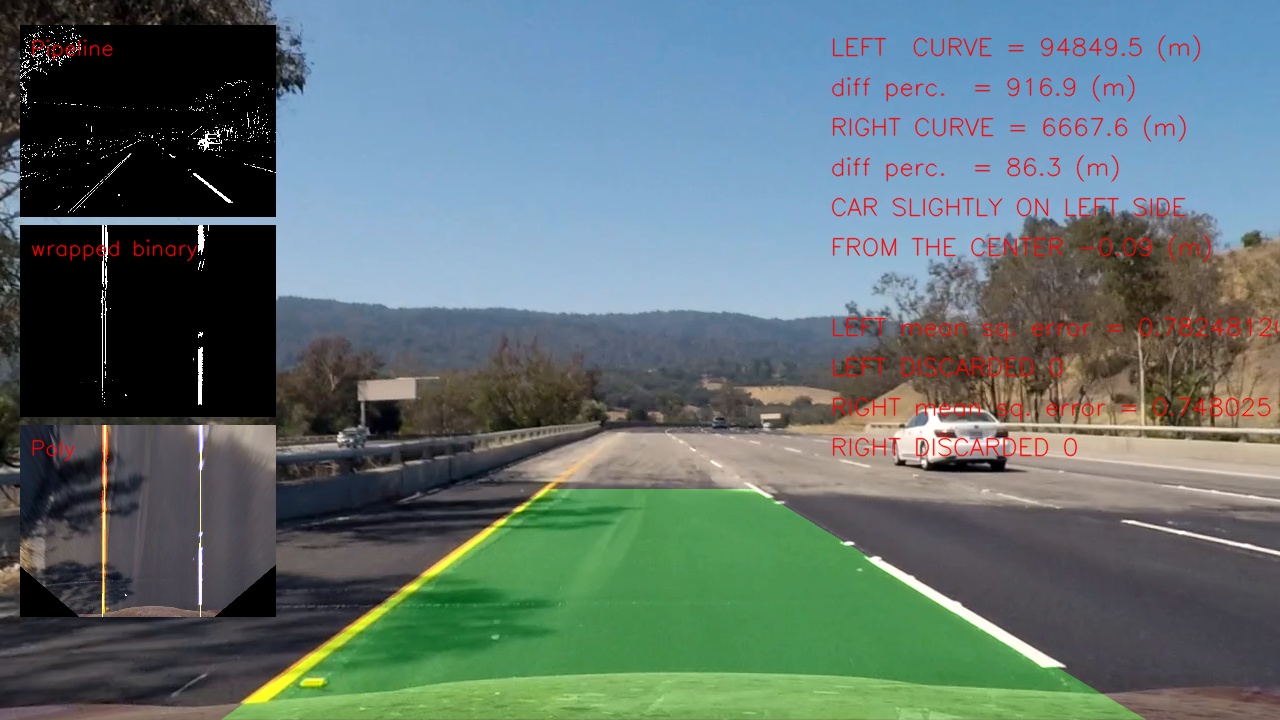 Pipeline
wrapped binary
Poly
LEFT CURVE = 94849.5 (m)
diff perc. = 916.9 (m)
RIGHT CURVE = 6667.6 (m)
diff perc. = 86.3 (m)
CAR SLIGHTLY ON LEFT SIDE
FROM THE CENTER -0.09 (m)
LEFT mean sq. error = 0.7824812
LEFT DISCARDED 0
RIGHT mean sq. error = 0.748025
RIGHT DISCARDED 0